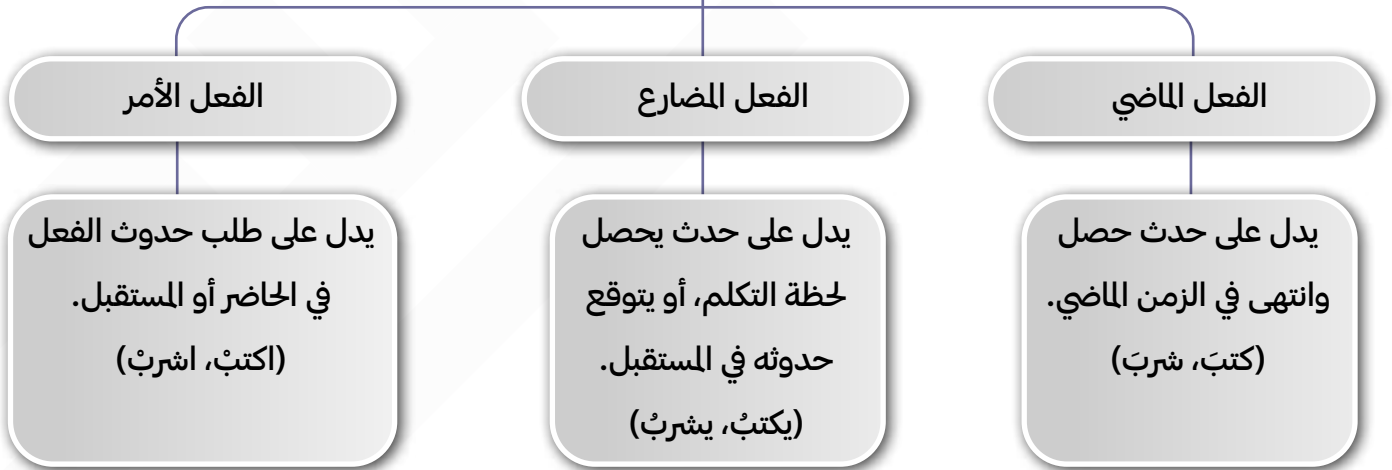 الفعل الماضي
الفعل المضارع
الفعل الأمر
يدل على حدث حصل
وانتهى في الزمن الماضي.
(كتبَ، شربَ)
يدل على حدث يحصل
لحظة التكلم، أو يتوقع
حدوثه في المستقبل.
(يكتبُ، يشربُ)
يدل على طلب حدوث الفعل
في الحاضر أو المستقبل.
(اكتبْ، اشربْ)